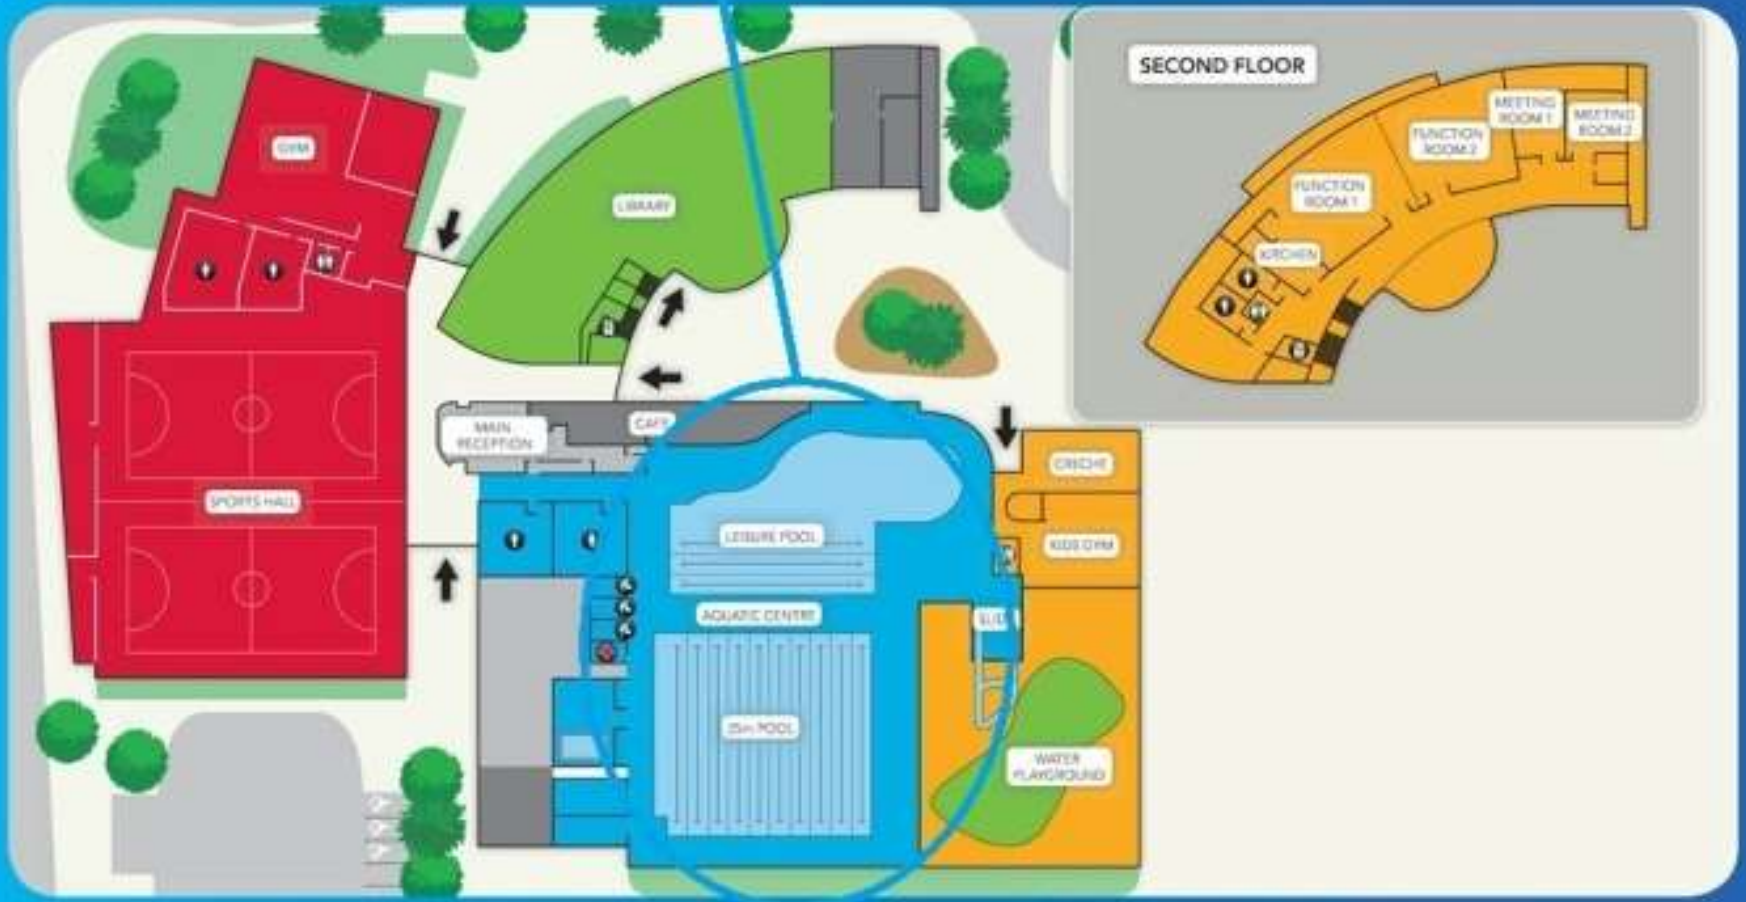 SECOND FLOOR
MEETING
ROOM 1
MEETING
ROOM 2
FUNCTION
ROOM 2
FUNCTION
ROOM 1
KITCHEN
GYM
LIBRARY
MAIN
RECEPTION
CAFE
CRECHE
SPORTS HALL
LEISURE POOL
KIDS GYM
AQUATIC CENTRE
POOL
WATER
PLAYGROUND